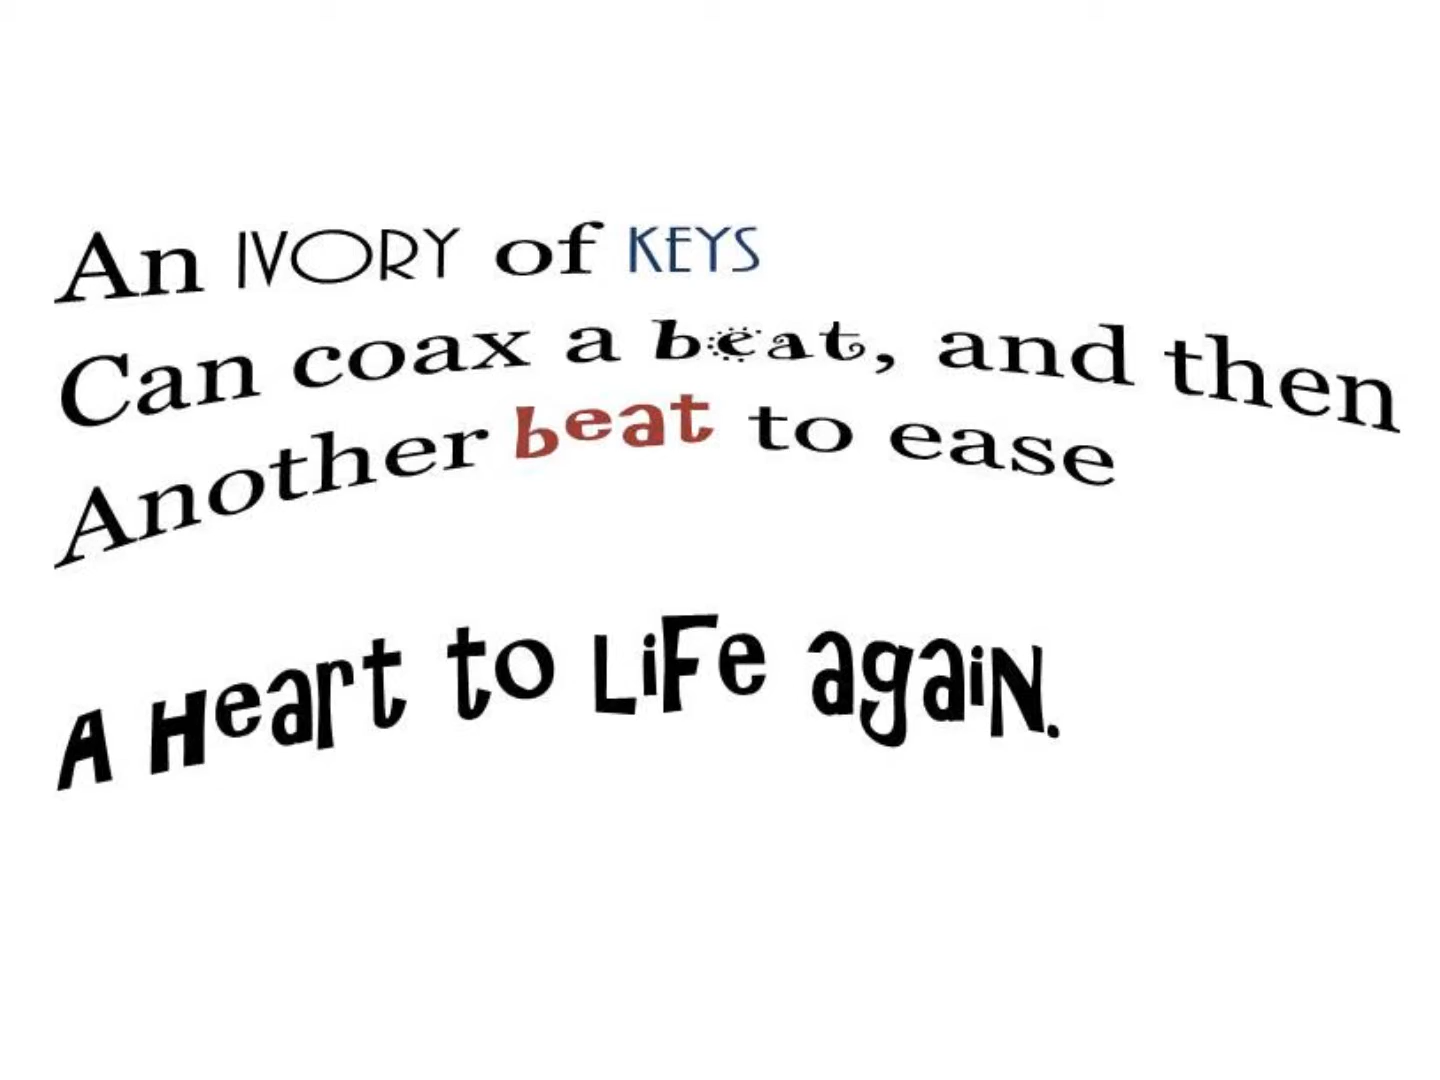 An IVORY of KEYS
Can coax a beat, and then
Another beat to ease
A Heart to LiFe agaiN.